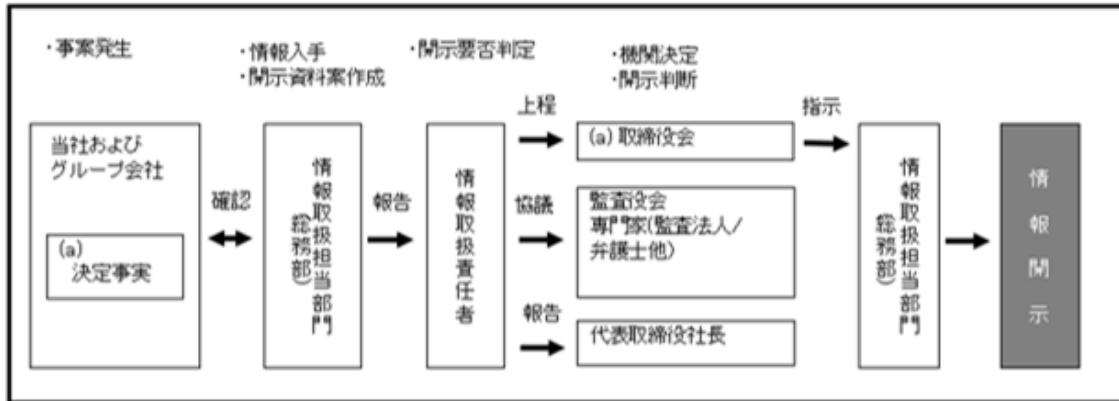 ・事案発生
・情報入手
・開示資料案作成
・開示要否判定
・機関決定
・開示判断
当社および
グループ会社
(a)
決定事実
確認
情報取扱担当部門
(総務部)
報告
情報取扱責任者
上程
(a) 取締役会
協議
監査役会
専門家(監査法人/
弁護士他)
報告
代表取締役社長
指示
情報取扱担当部門
(総務部)
情報開示